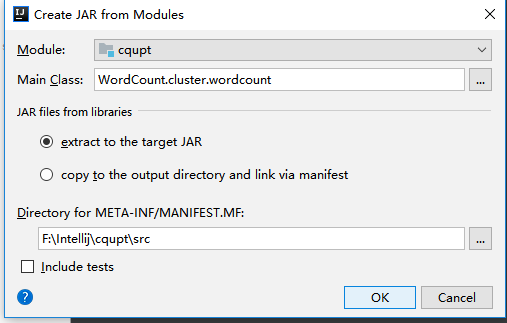 Create JAR from Modules
Module: cqupt
Main Class: WordCount.cluster.wordcount ...
JAR files from libraries
extract to the target JAR
copy to the output directory and link via manifest
Directory for META-INF/MANIFEST.MF:
F:\Intellij\cqupt\src ...
Include tests
? OK Cancel